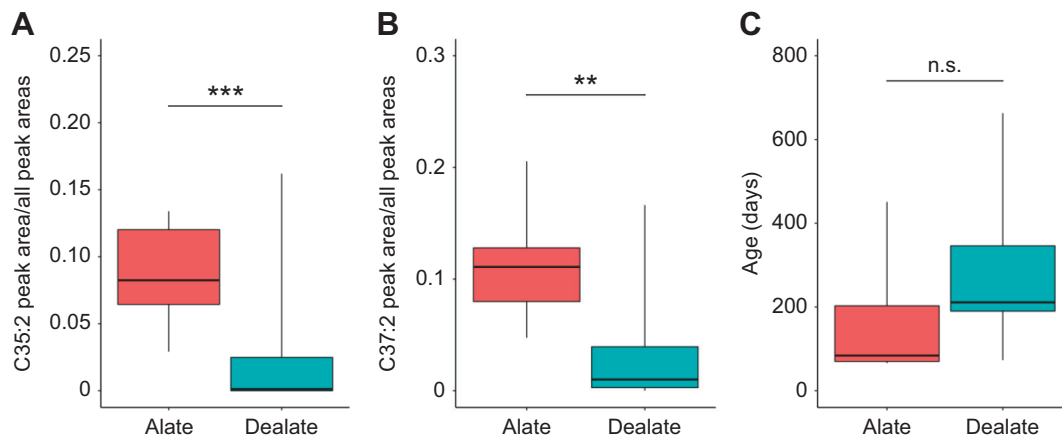 A
C35:2 peak area/all peak areas
0.25
0.20
0.15
0.10
0.05
0
***
Alate
Dealate
B
C37:2 peak area/all peak areas
0.3
0.2
0.1
0
**
Alate
Dealate
C
Age (days)
800
600
400
200
0
n.s.
Alate
Dealate